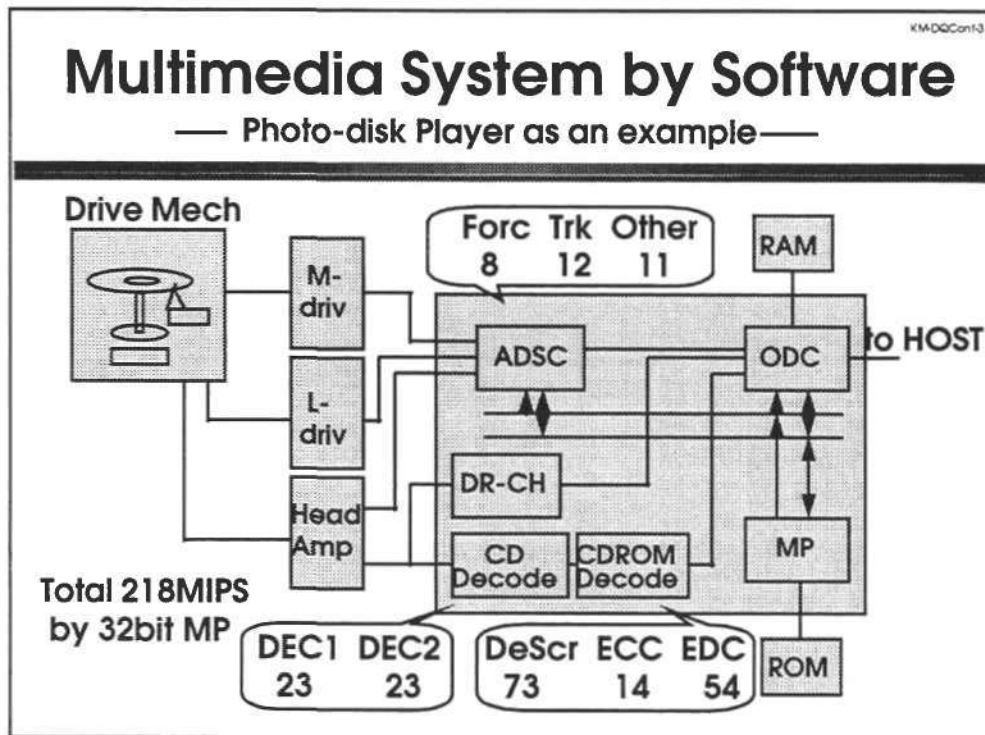 KM-DQConf-3
Multimedia System by Software
— Photo-disk Player as an example —
Drive Mech
M-
driv
L-
driv
Head
Amp
Forc Trk Other
8 12 11
RAM
ADSC
ODC
to HOST
DR-CH
CD
Decode
CDROM
Decode
MP
ROM
Total 218MIPS
by 32bit MP
DEC1 DEC2
23 23
DeScr ECC EDC
73 14 54